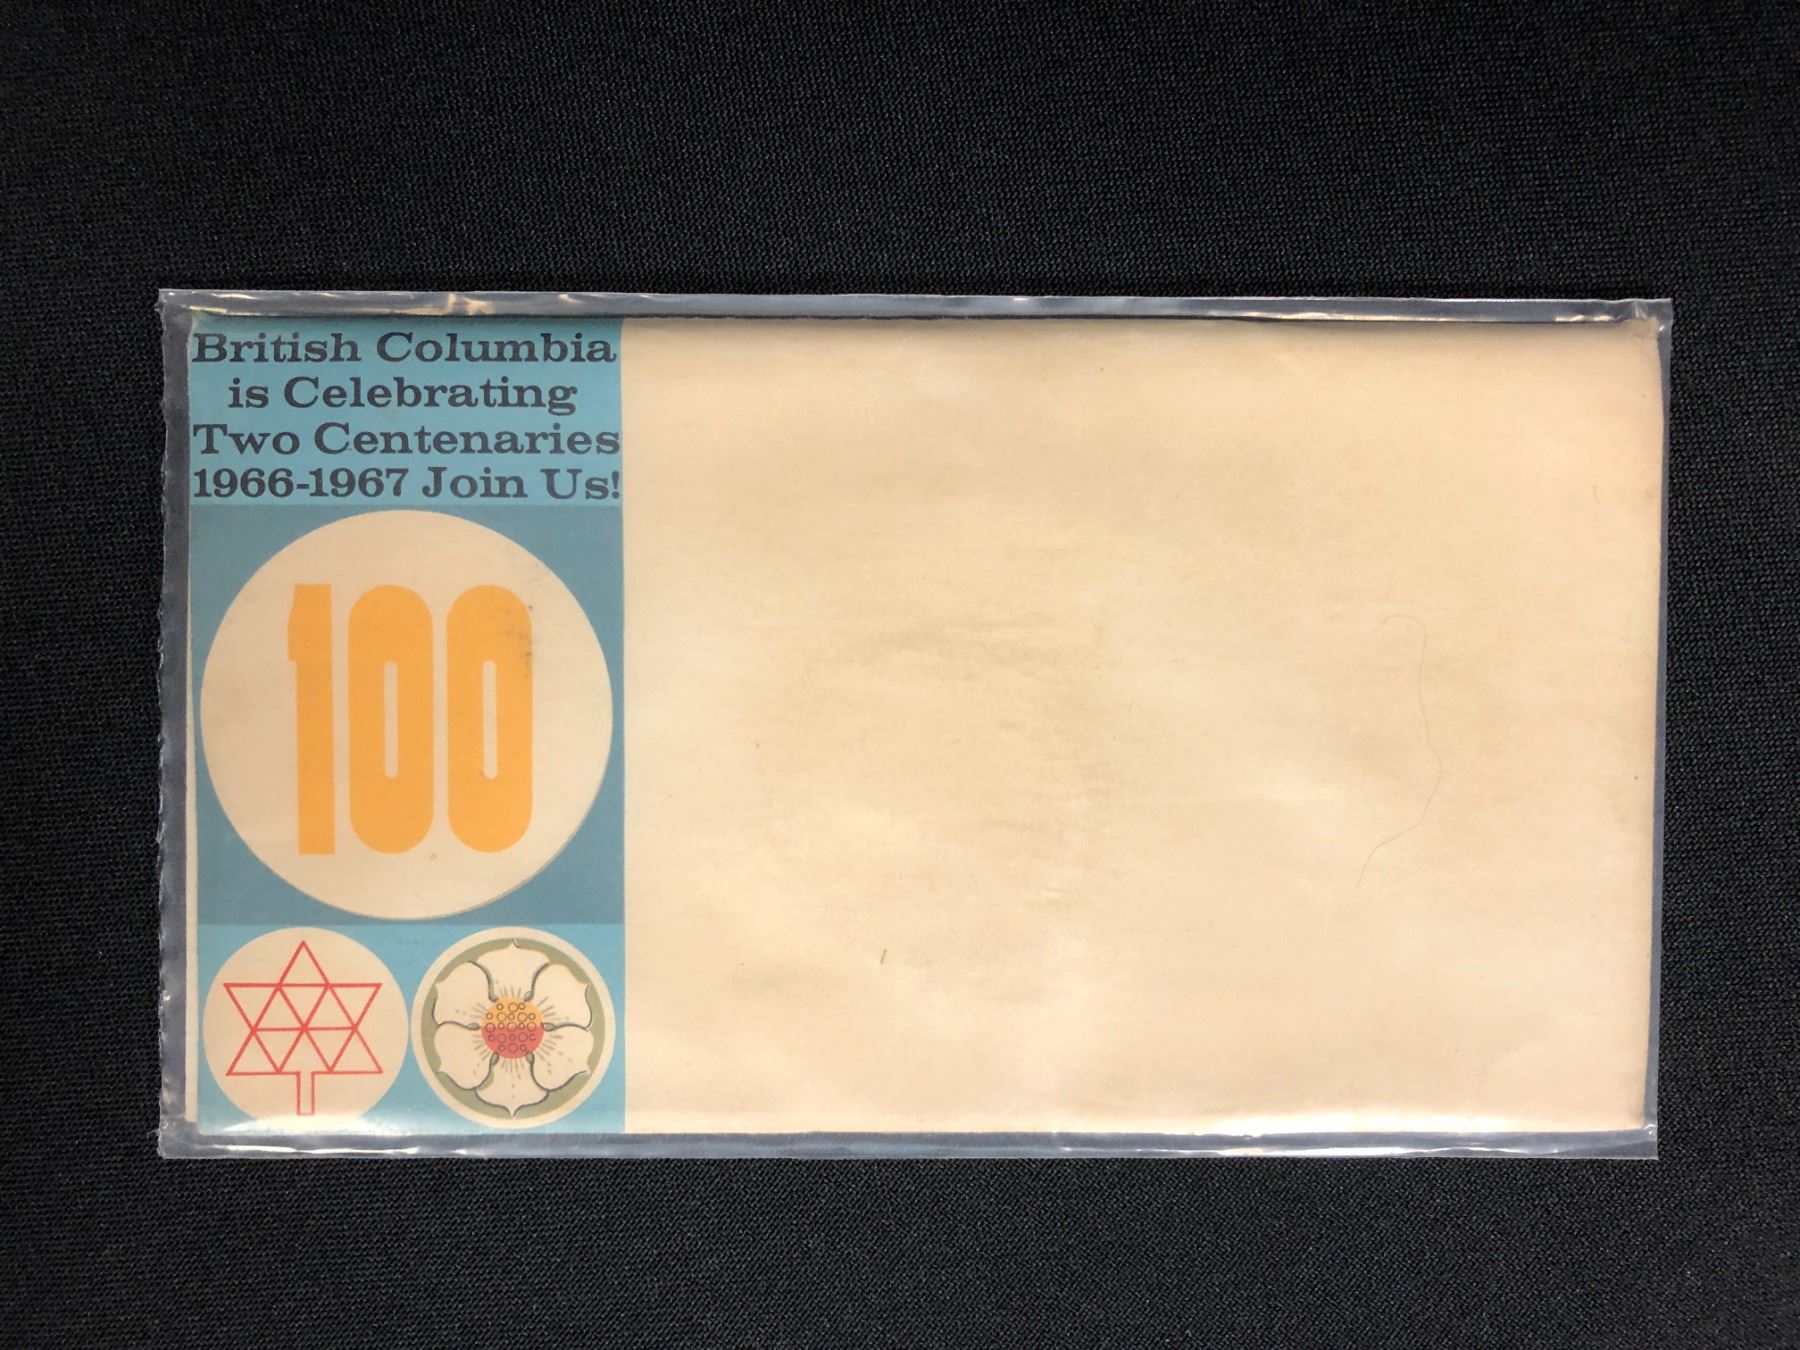 British Columbia
is Celebrating
Two Centenaries
1966-1967 Join Us!
100